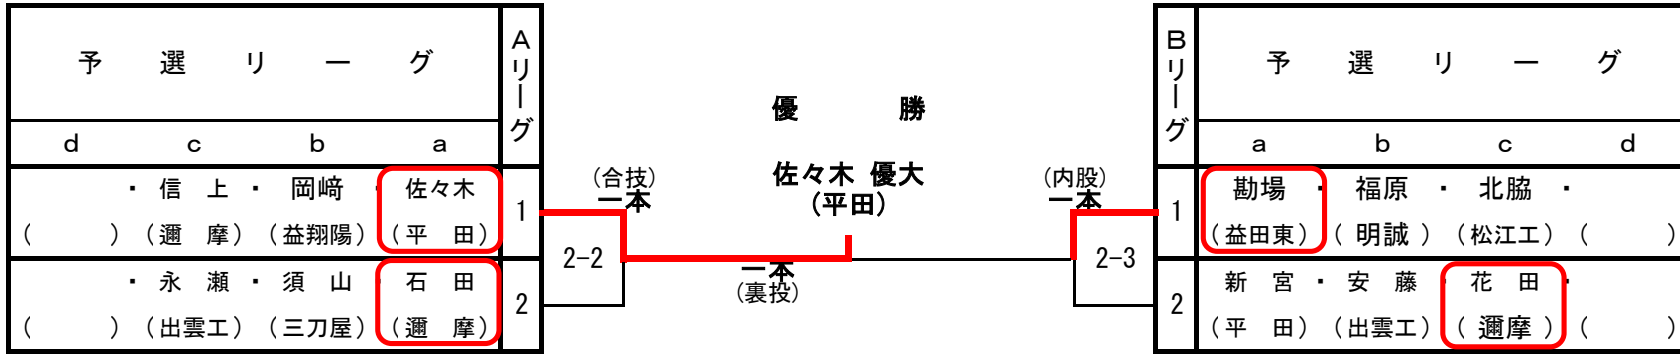 予 選 リ ー グ Aリーグ
d c b a
・ 信 上 ・ 岡﨑 ・ 佐々木 1
( ) (邇 摩) (益翔陽) (平 田)
・ 永 瀬 ・ 須 山 ・ 石 田 2
( ) (出雲工) (三刀屋) (邇 摩)
(合技)
一本
2-2
優 勝
佐々木 優大
(平田)
一本
(裏投)
(内股)
一本
2-3
Bリーグ 予 選 リ ー グ
a b c d
1 勘場 ・ 福原 ・ 北脇 ・
(益田東) (明誠) (松江工) ( )
2 新 宮 ・ 安 藤 ・ 花 田 ・
(平 田) (出雲工) (邇摩) ( )